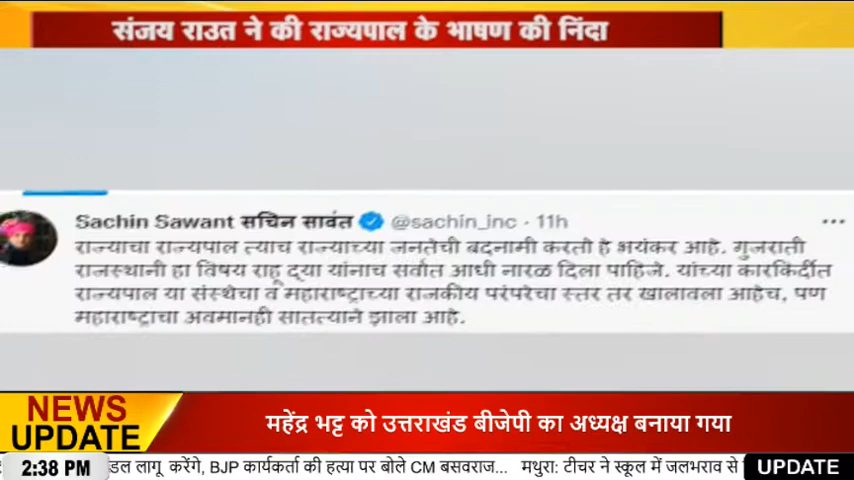 संजय राउत ने की राज्यपाल के भाषण की निंदा
Sachin Sawant सचिन सावंत @sachin_inc · 11h
राज्याचा राज्यपाल त्याच राज्याच्या जनतेची बदनामी करतो हे भयंकर आहे. गुजराती
राजस्थानी हा विषय राहू द्या यांनाच सर्वात आधी नारळ दिला पाहिजे. यांच्या कारकिर्दीत
राज्यपाल या संस्थेचा व महाराष्ट्राच्या राजकीय परंपरेचा स्तर तर खालावला आहेच, पण
महाराष्ट्राचा अवमानही सातत्याने झाला आहे.
NEWS
UPDATE
महेंद्र भट्ट को उत्तराखंड बीजेपी का अध्यक्ष बनाया गया
2:38 PM
डल लागू करेंगे, BJP कार्यकर्ता की हत्या पर बोले CM बसवराज... मथुरा: टीचर ने स्कूल में जलभराव से
UPDATE